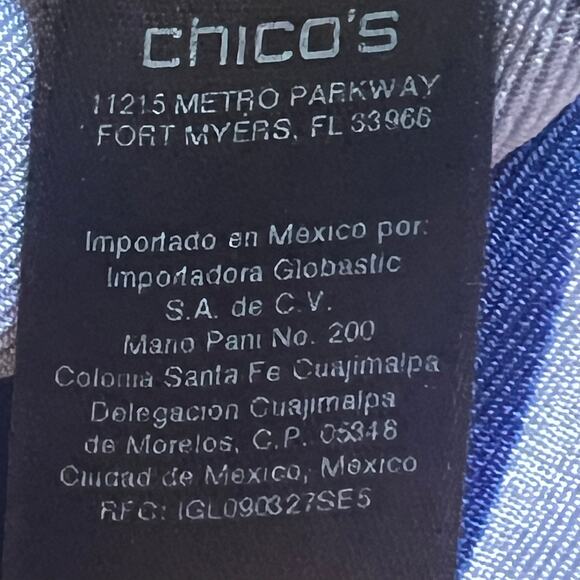 chico's
11215 METRO PARKWAY
FORT MYERS, FL 33966
Importado en Mexico por:
Importadora Globastic
S.A. de C.V.
Mario Pani No. 200
Colonia Santa Fe Cuajimalpa
Delegacion Cuajimalpa
de Morelos, C.P. 05348
Ciudad de Mexico, Mexico
RFC: IGL090327SE5